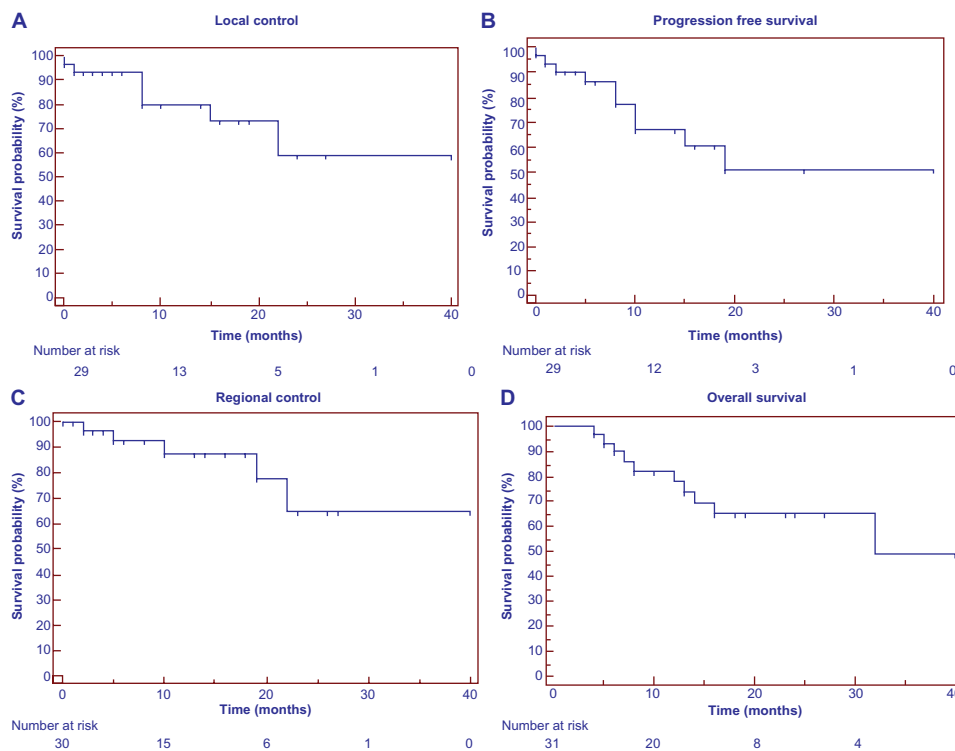 A
Local control
Survival probability (%)
100
90
80
70
60
50
40
30
20
10
0
0 10 20 30 40
Time (months)
Number at risk
29 13 5 1 0
B
Progression free survival
Survival probability (%)
100
90
80
70
60
50
40
30
20
10
0
0 10 20 30 40
Time (months)
Number at risk
29 12 3 1 0
C
Regional control
Survival probability (%)
100
90
80
70
60
50
40
30
20
10
0
0 10 20 30 40
Time (months)
Number at risk
30 15 6 1 0
D
Overall survival
Survival probability (%)
100
90
80
70
60
50
40
30
20
10
0
0 10 20 30 40
Time (months)
Number at risk
31 20 8 4